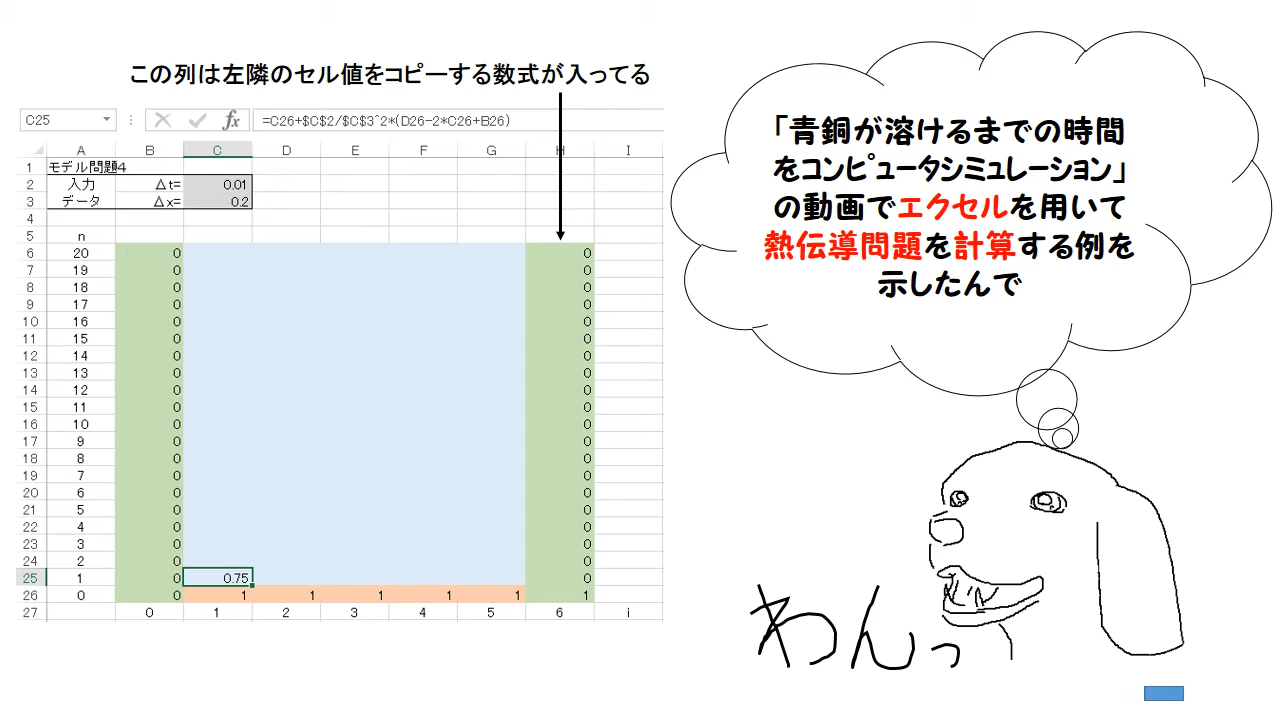 この列は左隣のセル値をコピーする数式が入ってる
C25 fx =C26+$C$2/$C$3^2*(D26-2*C26+B26)
A B C D E F G H I
1 モデル問題4
2 入力 Δt= 0.01
3 データ Δx= 0.2
4
5 n
6 20 0 0
7 19 0 0
8 18 0 0
9 17 0 0
10 16 0 0
11 15 0 0
12 14 0 0
13 13 0 0
14 12 0 0
15 11 0 0
16 10 0 0
17 9 0 0
18 8 0 0
19 7 0 0
20 6 0 0
21 5 0 0
22 4 0 0
23 3 0 0
24 2 0 0
25 1 0 0.75 0
26 0 0 1 1 1 1 1 1
27 0 1 2 3 4 5 6 i
「青銅が溶けるまでの時間
をコンピュータシミュレーション」
の動画でエクセルを用いて
熱伝導問題を計算する例を
示したんで
わんっ